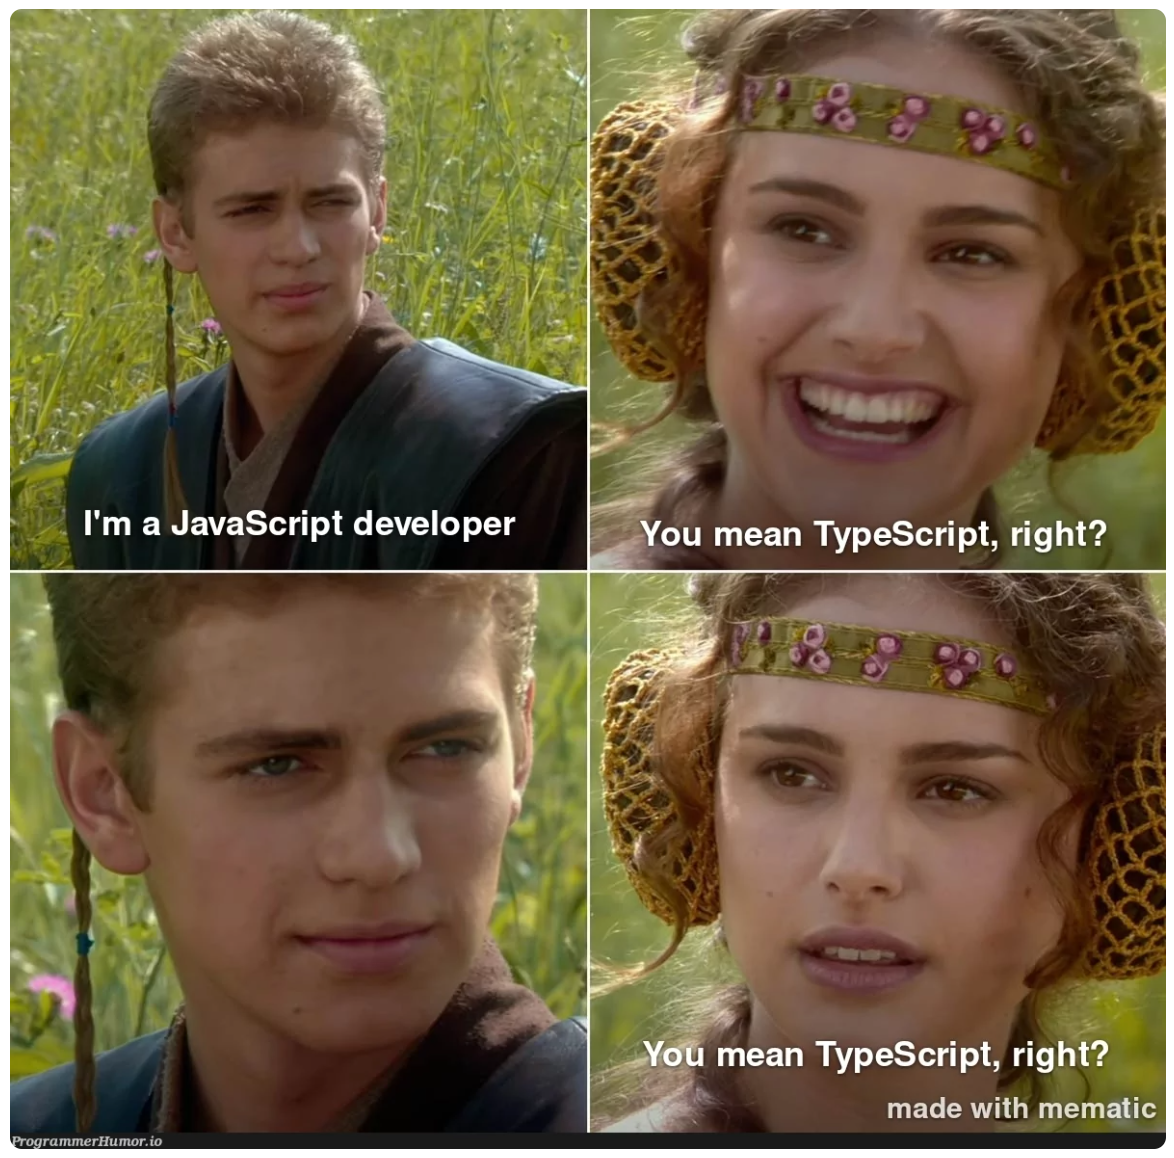 I'm a JavaScript developer
You mean TypeScript, right?
You mean TypeScript, right?
made with mematic
ProgrammerHumor.io